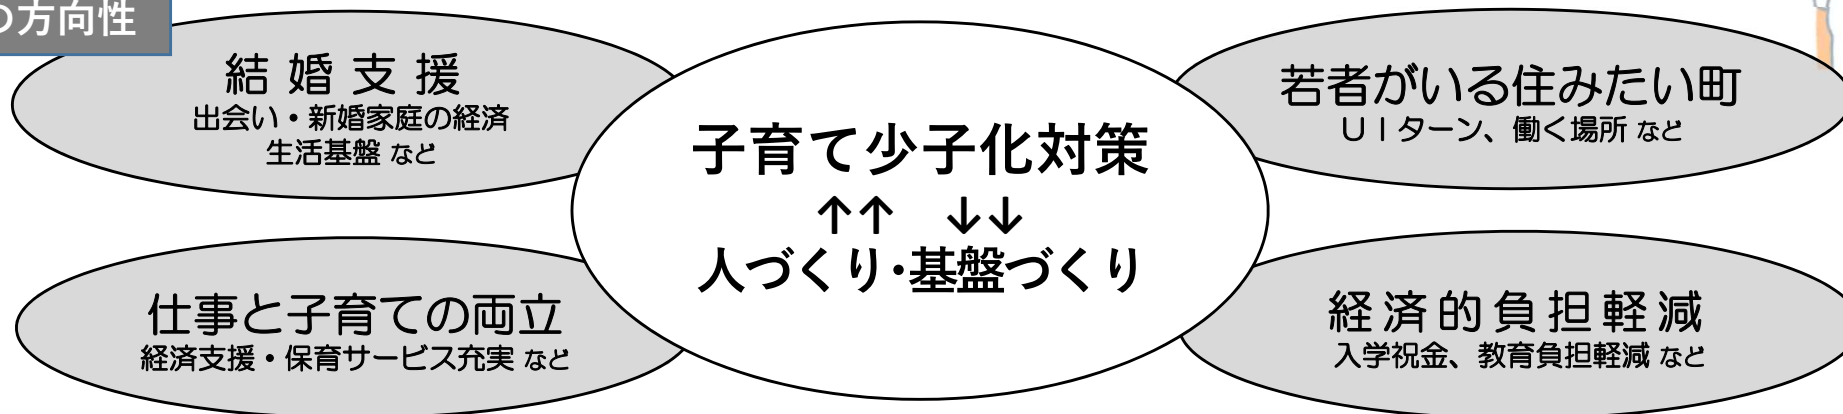 の方向性
結婚支援
出会い・新婚家庭の経済
生活基盤 など
若者がいる住みたい町
UIターン、働く場所 など
子育て少子化対策
↑↑ ↓↓
人づくり・基盤づくり
仕事と子育ての両立
経済支援・保育サービス充実 など
経済的負担軽減
入学祝金、教育負担軽減 など